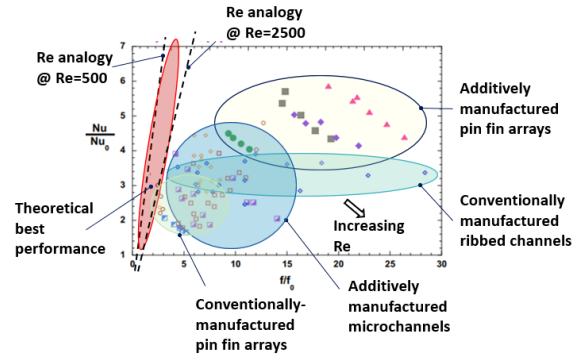 Re analogy
@ Re=500
Re analogy
@ Re=2500
Additively
manufactured
pin fin arrays
Nu
Nu0
7
6
5
4
3
2
1
0
5
10
15
20
25
30
f/f0
Theoretical
best
performance
Increasing
Re
Conventionally
manufactured
ribbed channels
Conventionally-
manufactured
pin fin arrays
Additively
manufactured
microchannels